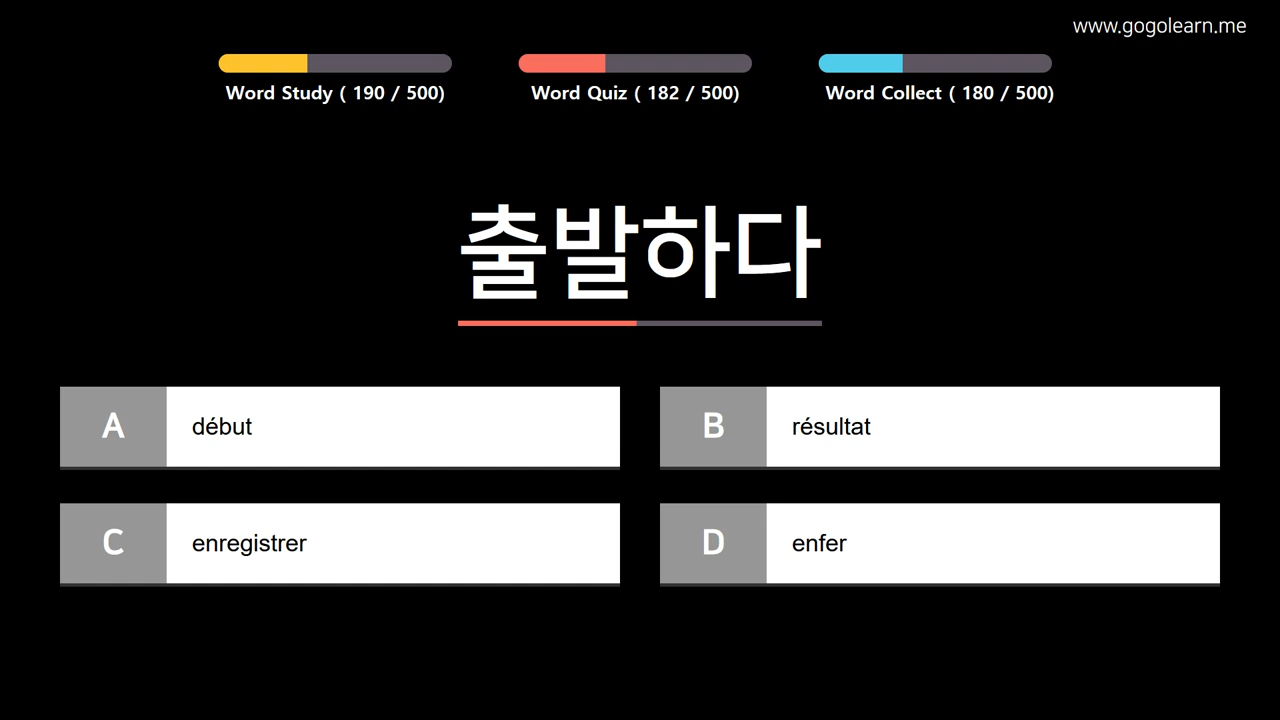 www.gogolearn.me
Word Study ( 190 / 500)
Word Quiz ( 182 / 500)
Word Collect ( 180 / 500)
출발하다
A début
B résultat
C enregistrer
D enfer